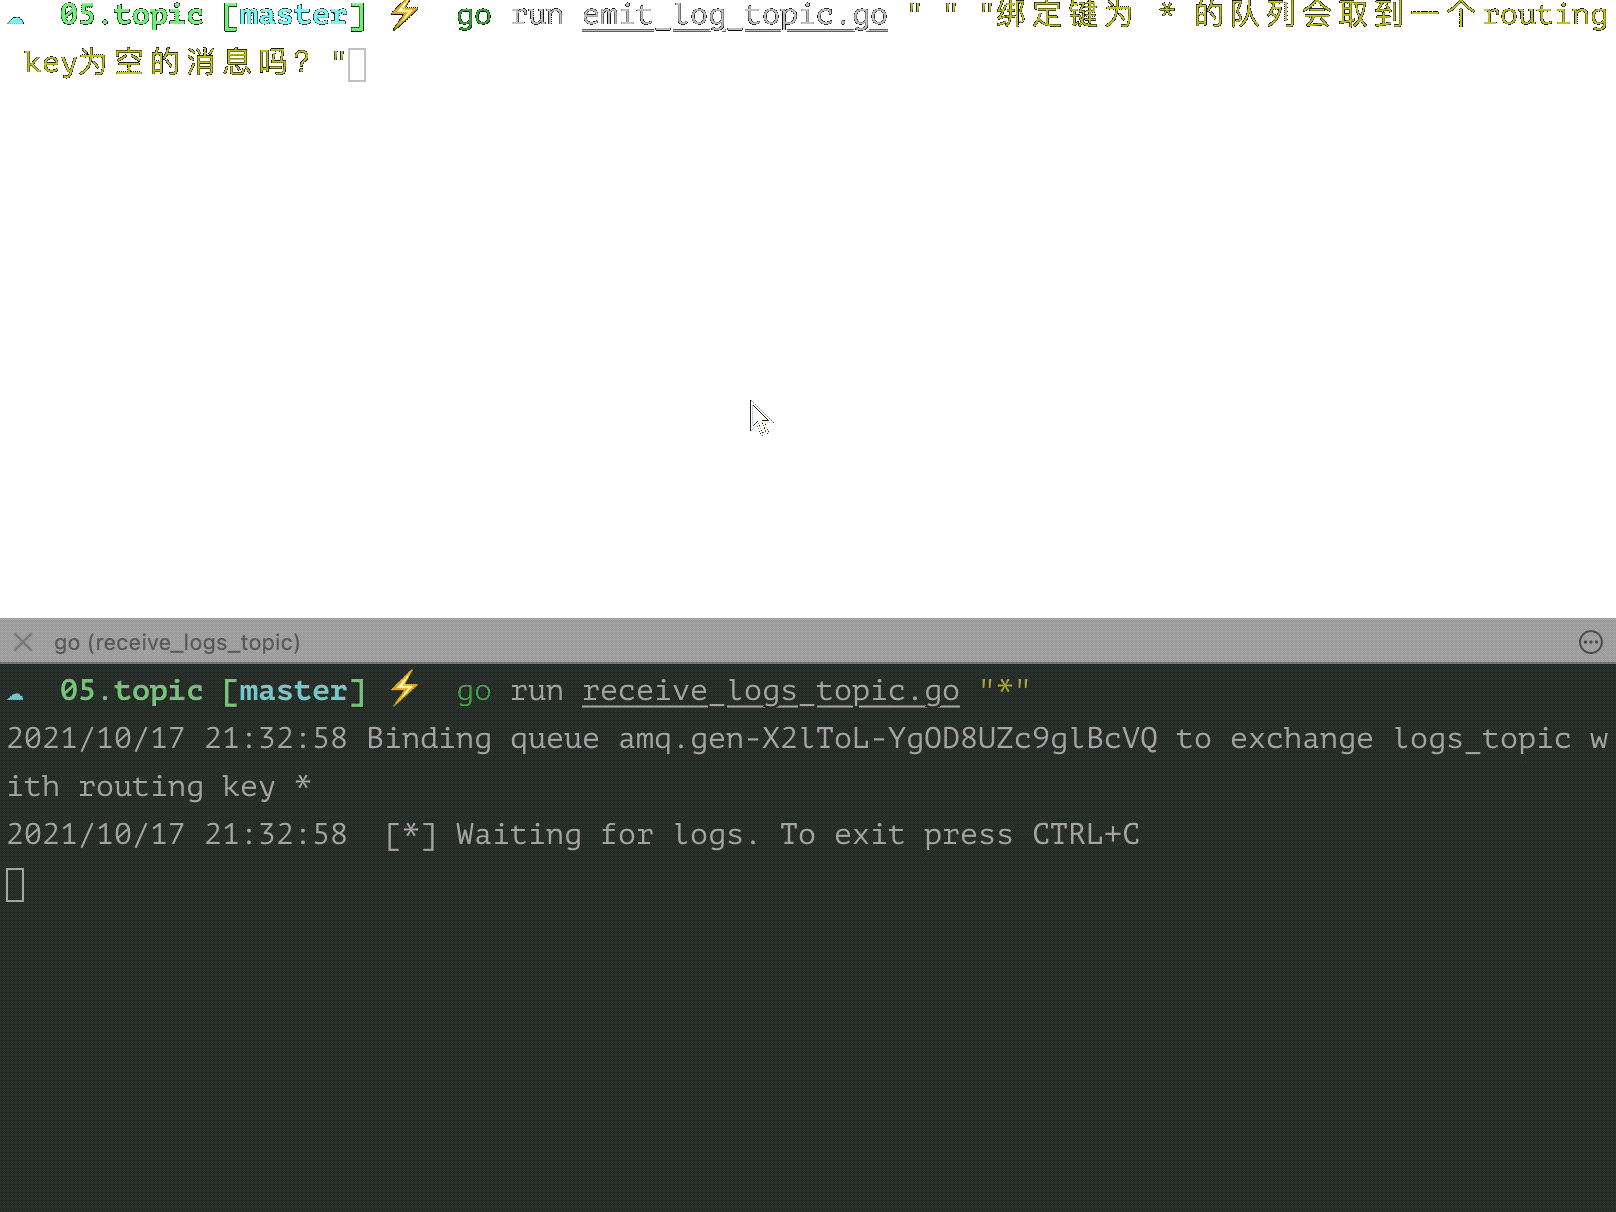 05.topic [master] ⚡ go run emit_log_topic.go " " "绑定键为 * 的队列会取到一个routing
key为空的消息吗? "
go (receive_logs_topic)
05.topic [master] ⚡ go run receive_logs_topic.go "*"
2021/10/17 21:32:58 Binding queue amq.gen-X2lToL-YgOD8UZc9glBcVQ to exchange logs_topic w
ith routing key *
2021/10/17 21:32:58  [*] Waiting for logs. To exit press CTRL+C